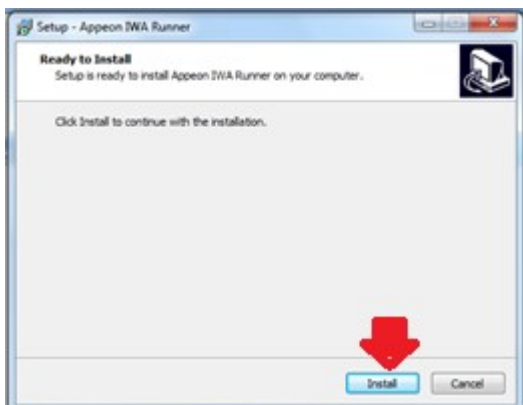 Setup - Appeon IWA Runner
Ready to Install
Setup is ready to install Appeon IWA Runner on your computer.
Click Install to continue with the installation.
Install Cancel